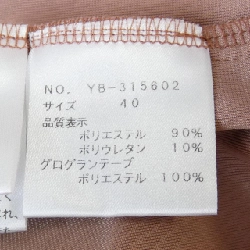 NO. YB-315602
サイズ 40
品質表示
ポリエステル 90%
ポリウレタン 10%
グログランテープ
ポリエステル 100%